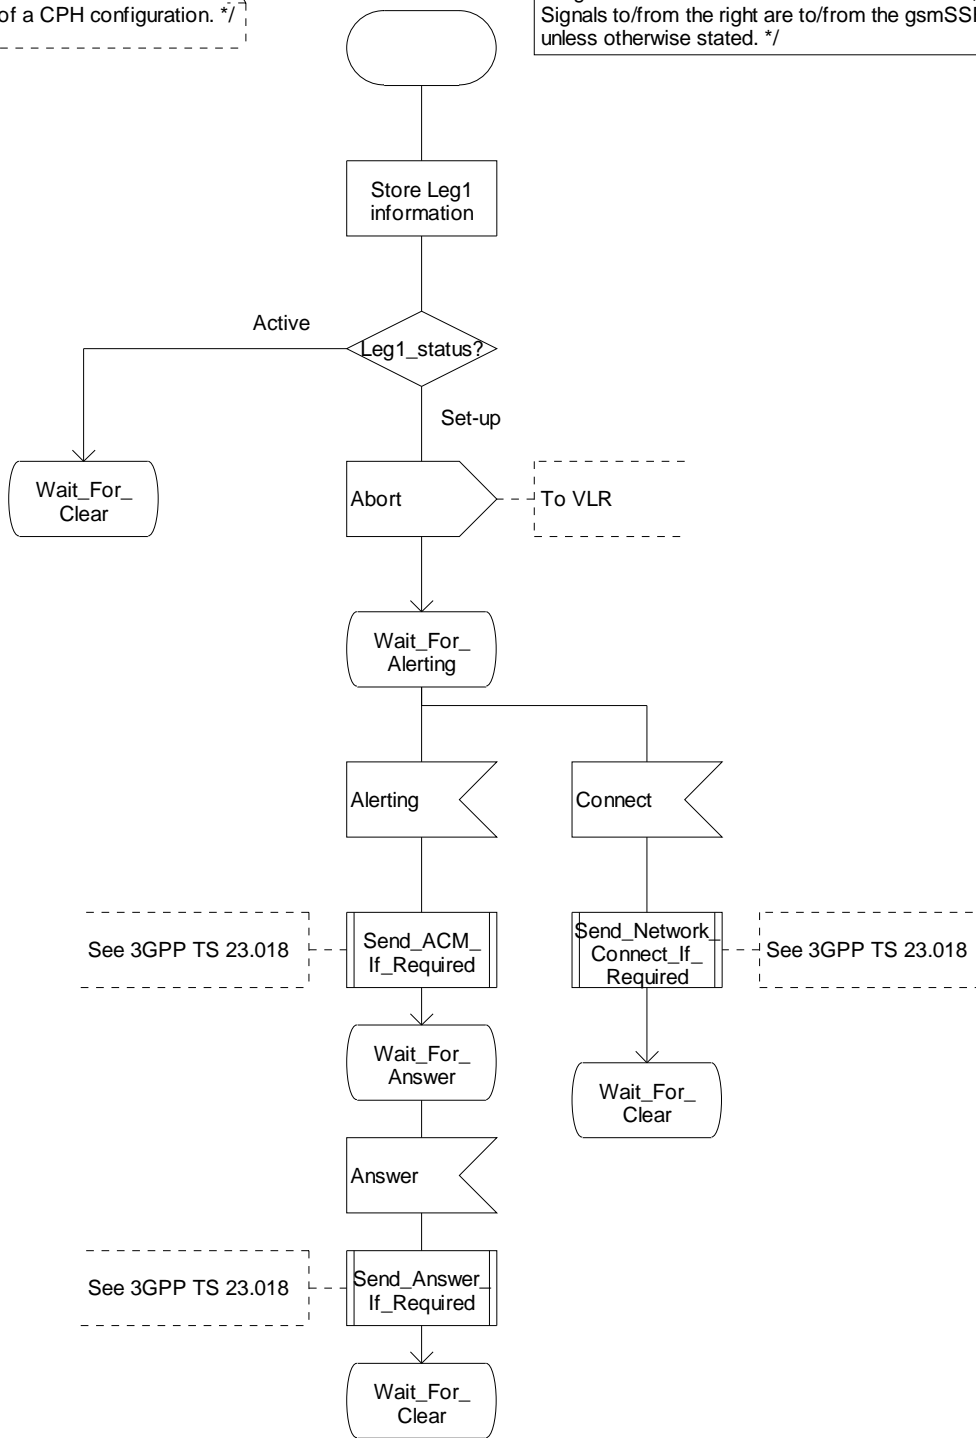 of a CPH configuration. */
Signals to/from the right are to/from the
unless otherwise stated. */
Store Leg1
information
Active
Leg1_status?
Set-up
Wait_For_
Clear
Abort
To VLR
Wait_For_
Alerting
Alerting
Connect
See 3GPP TS 23.018
Send_ACM_
If_Required
Send_Network_
Connect_If_
Required
See 3GPP TS 23.018
Wait_For_
Answer
Wait_For_
Clear
Answer
See 3GPP TS 23.018
Send_Answer_
If_Required
Wait_For_
Clear